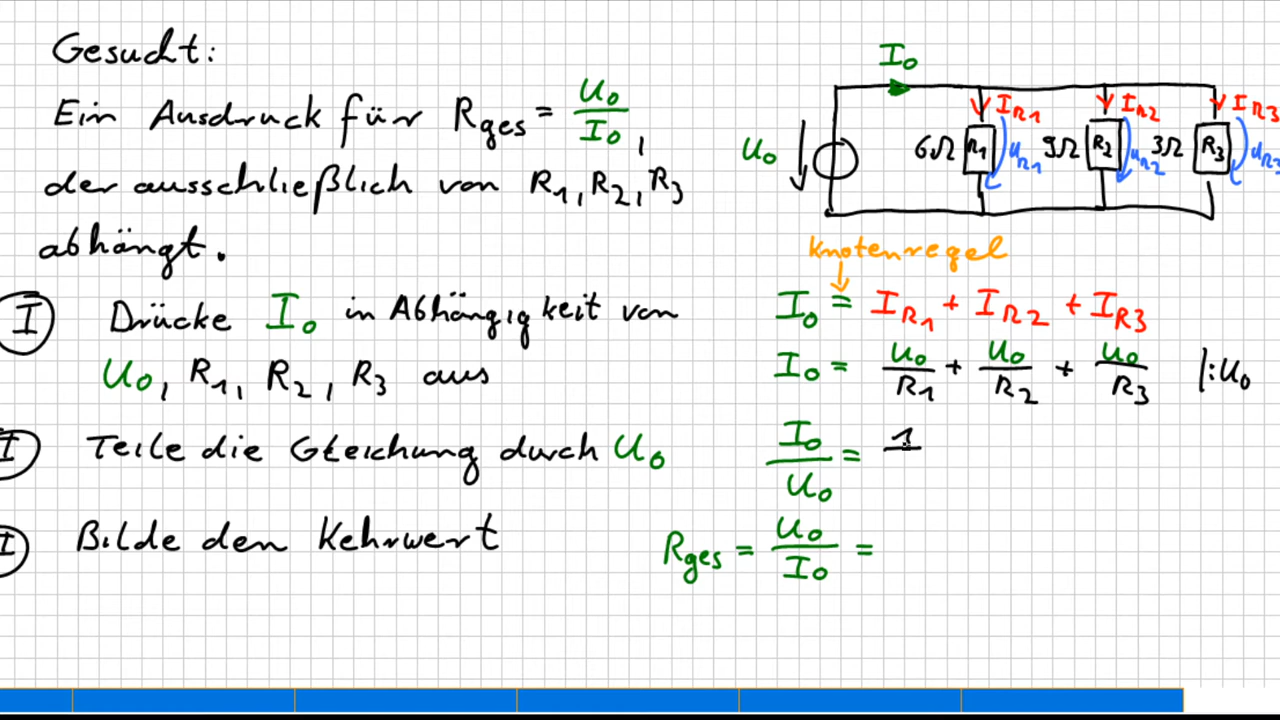 Gesucht:
Ein Ausdruck für Rges = U0/I0,
der ausschließlich von R1, R2, R3
abhängt.
I Drücke I0 in Abhängigkeit von
U0, R1, R2, R3 aus
I Teile die Gleichung durch U0
I Bilde den Kehrwert
I0
U0
IR1
IR2
IR3
6Ω R1 UR1
9Ω R2 UR2
3Ω R3 UR3
Knotenregel
I0 = IR1 + IR2 + IR3
I0 = U0/R1 + U0/R2 + U0/R3 |:U0
I0/U0 = 1
Rges = U0/I0 =